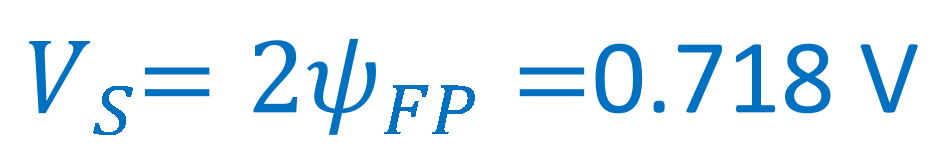 V_S= 2ψ_FP =0.718 V